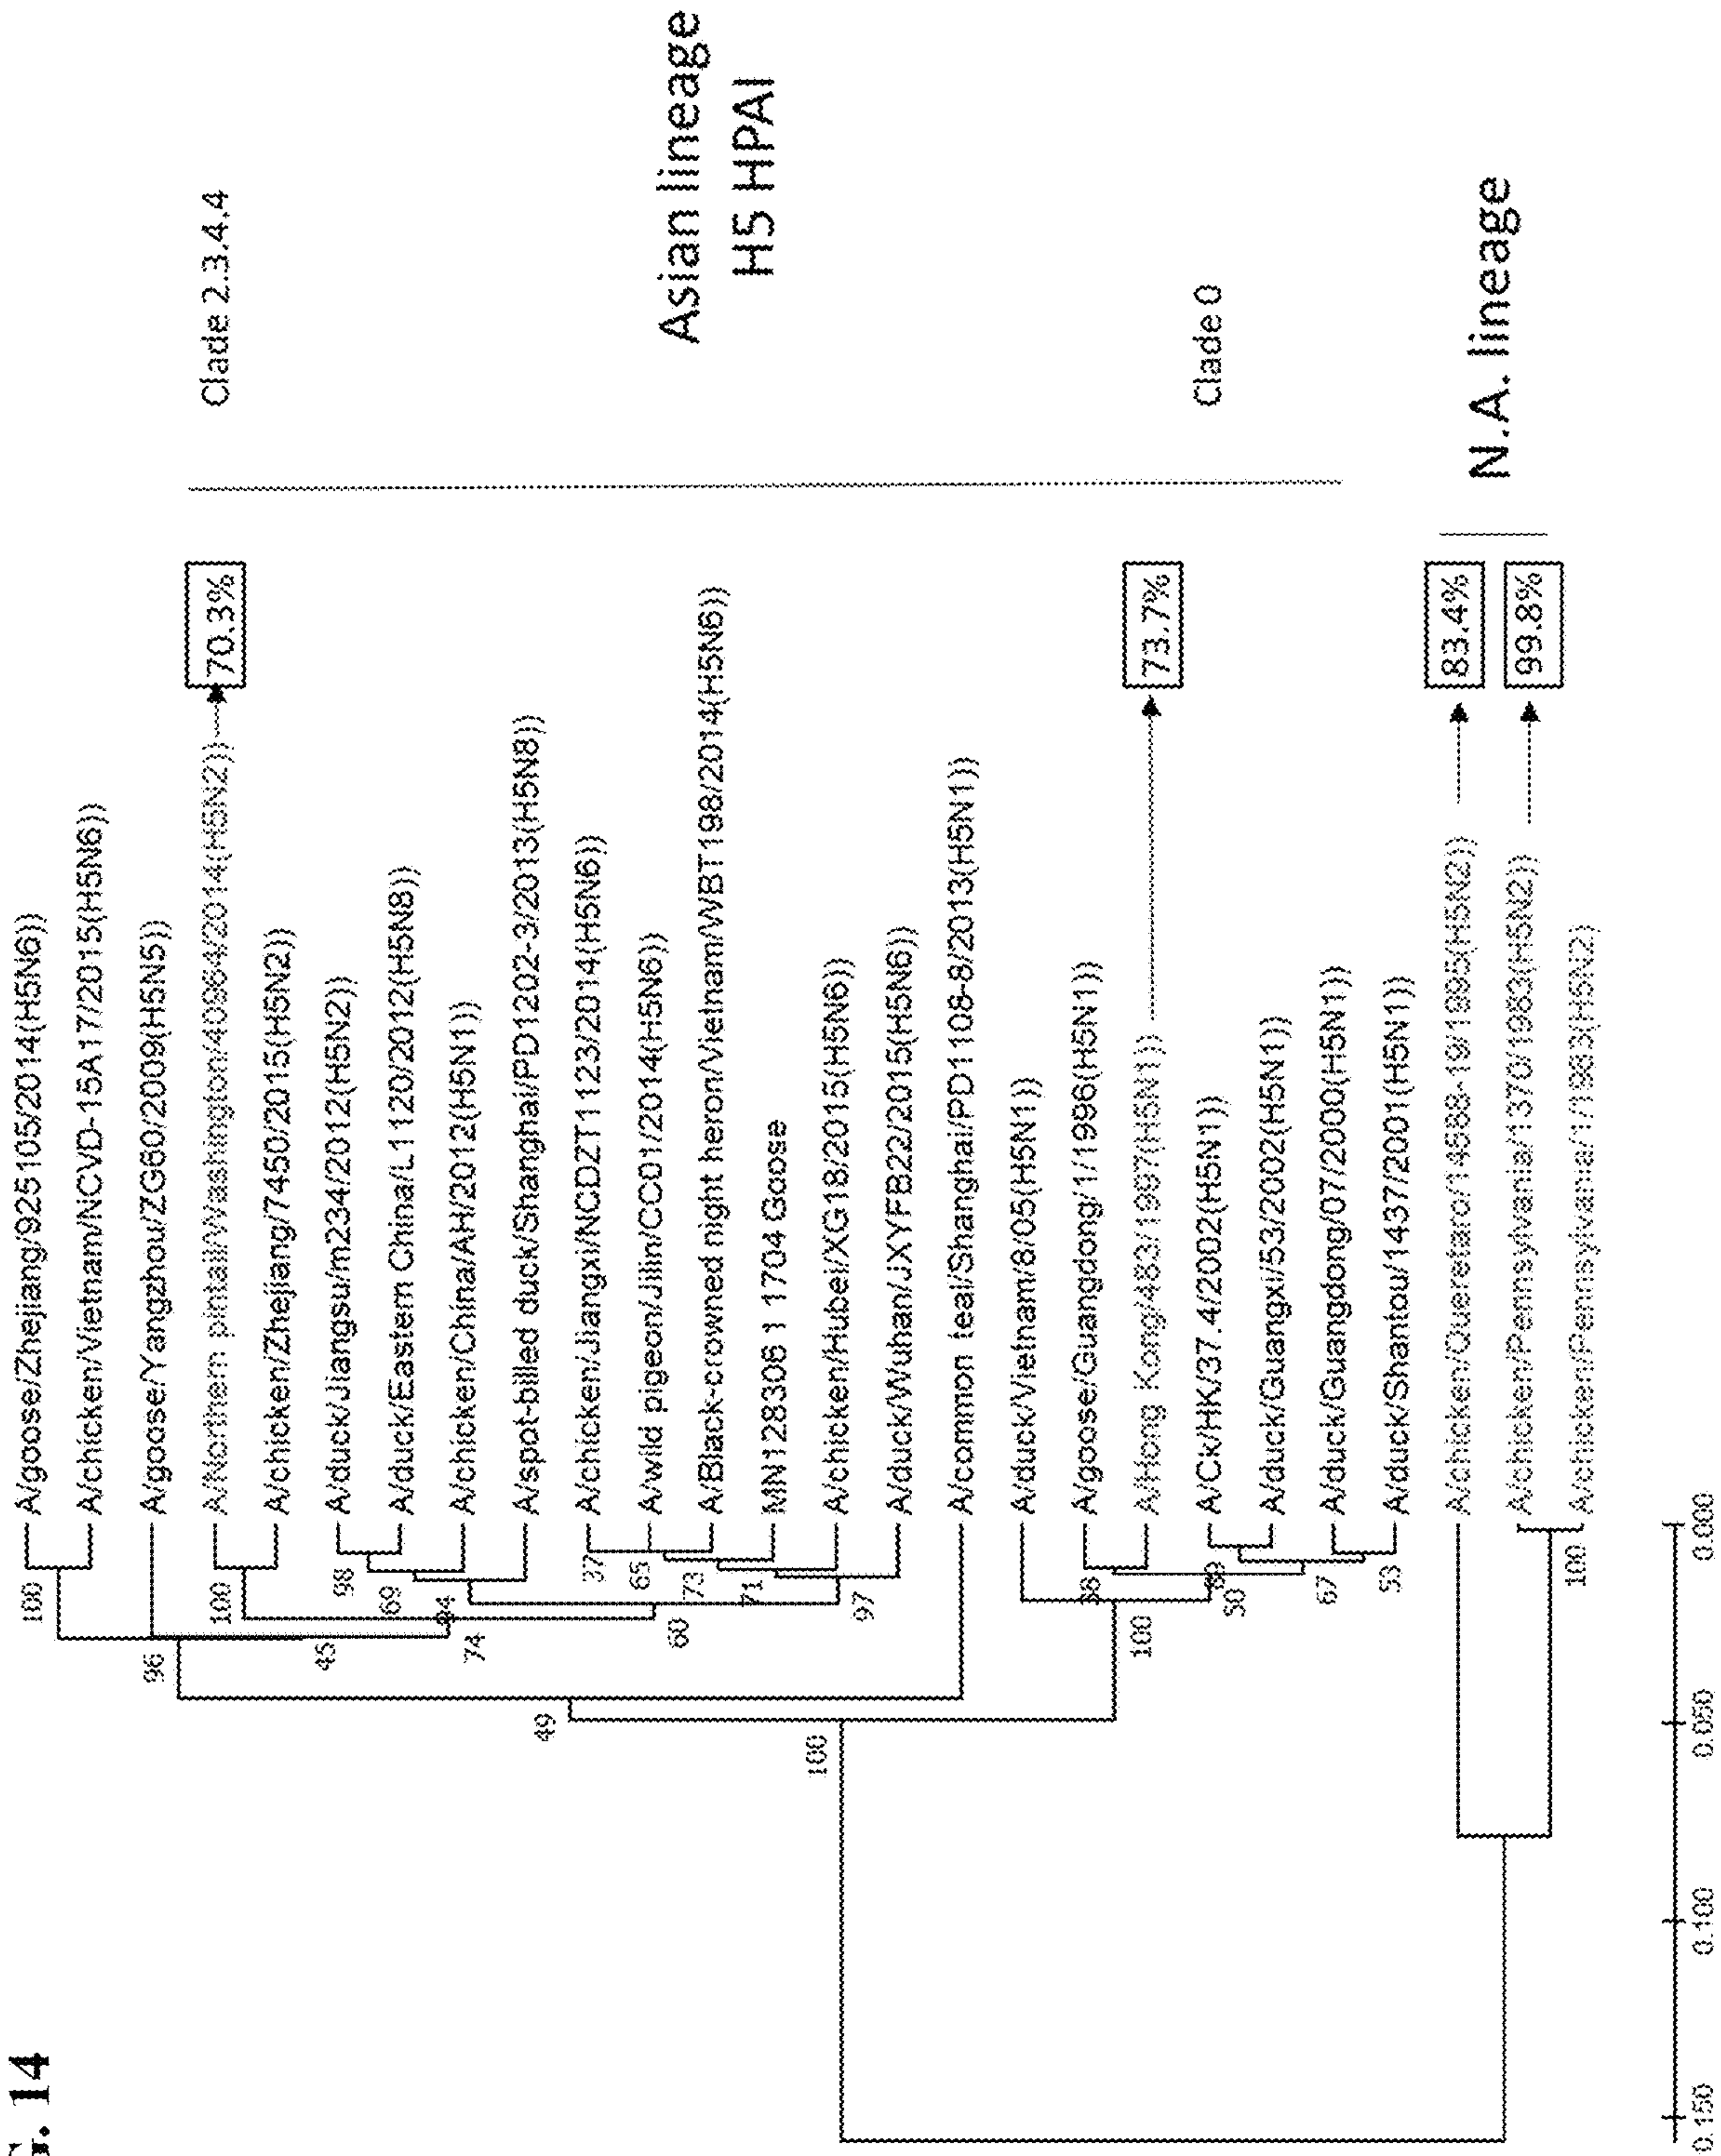 G. 14
A/goose/Zhejiang/925105/2014(H5N6))
A/chicken/Vietnam/NCVD-15A17/2015(H5N6))
A/goose/Yangzhou/ZG60/2009(H5N5))
A/Northern pintail/Washington/40964/2014(H5N2))
70.3%
A/chicken/Zhejiang/7450/2015(H5N2))
A/duck/Jiangsu/m234/2012(H5N2))
A/duck/Eastern China/L1120/2012(H5N8))
A/chicken/China/AH/2012(H5N1))
A/spot-billed duck/Shanghai/PD1202-3/2013(H5N8))
A/chicken/Jiangxi/NCDZT1123/2014(H5N6))
A/wild pigeon/Jilin/CC01/2014(H5N6))
A/Black-crowned night heron/Vietnam/WBT198/2014(H5N6))
MN128306 1 1704 Goose
A/chicken/Hubei/XG18/2015(H5N6))
A/duck/Wuhan/JXYFB22/2015(H5N6))
A/common teal/Shanghai/PD1108-8/2013(H5N1))
A/duck/Vietnam/8/05(H5N1))
A/goose/Guangdong/1/1996(H5N1))
A/Hong Kong/483/1997(H5N1))
73.7%
A/Ck/HK/37.4/2002(H5N1))
A/duck/Guangxi/53/2002(H5N1))
A/duck/Guangdong/07/2000(H5N1))
A/duck/Shantou/1437/2001(H5N1))
A/chicken/Queretaro/14588-19/1995(H5N2))
83.4%
A/chicken/Pennsylvania/1370/1983(H5N2))
99.8%
A/chicken/Pennsylvania/1/1983(H5N2)
Clade 2.3.4.4
Asian lineage
H5 HPAI
Clade 0
N.A. lineage
100
96
100
45
98
69
74
37
65
60
73
71
97
49
100
100
50
67
53
100
0.150
0.100
0.050
0.000